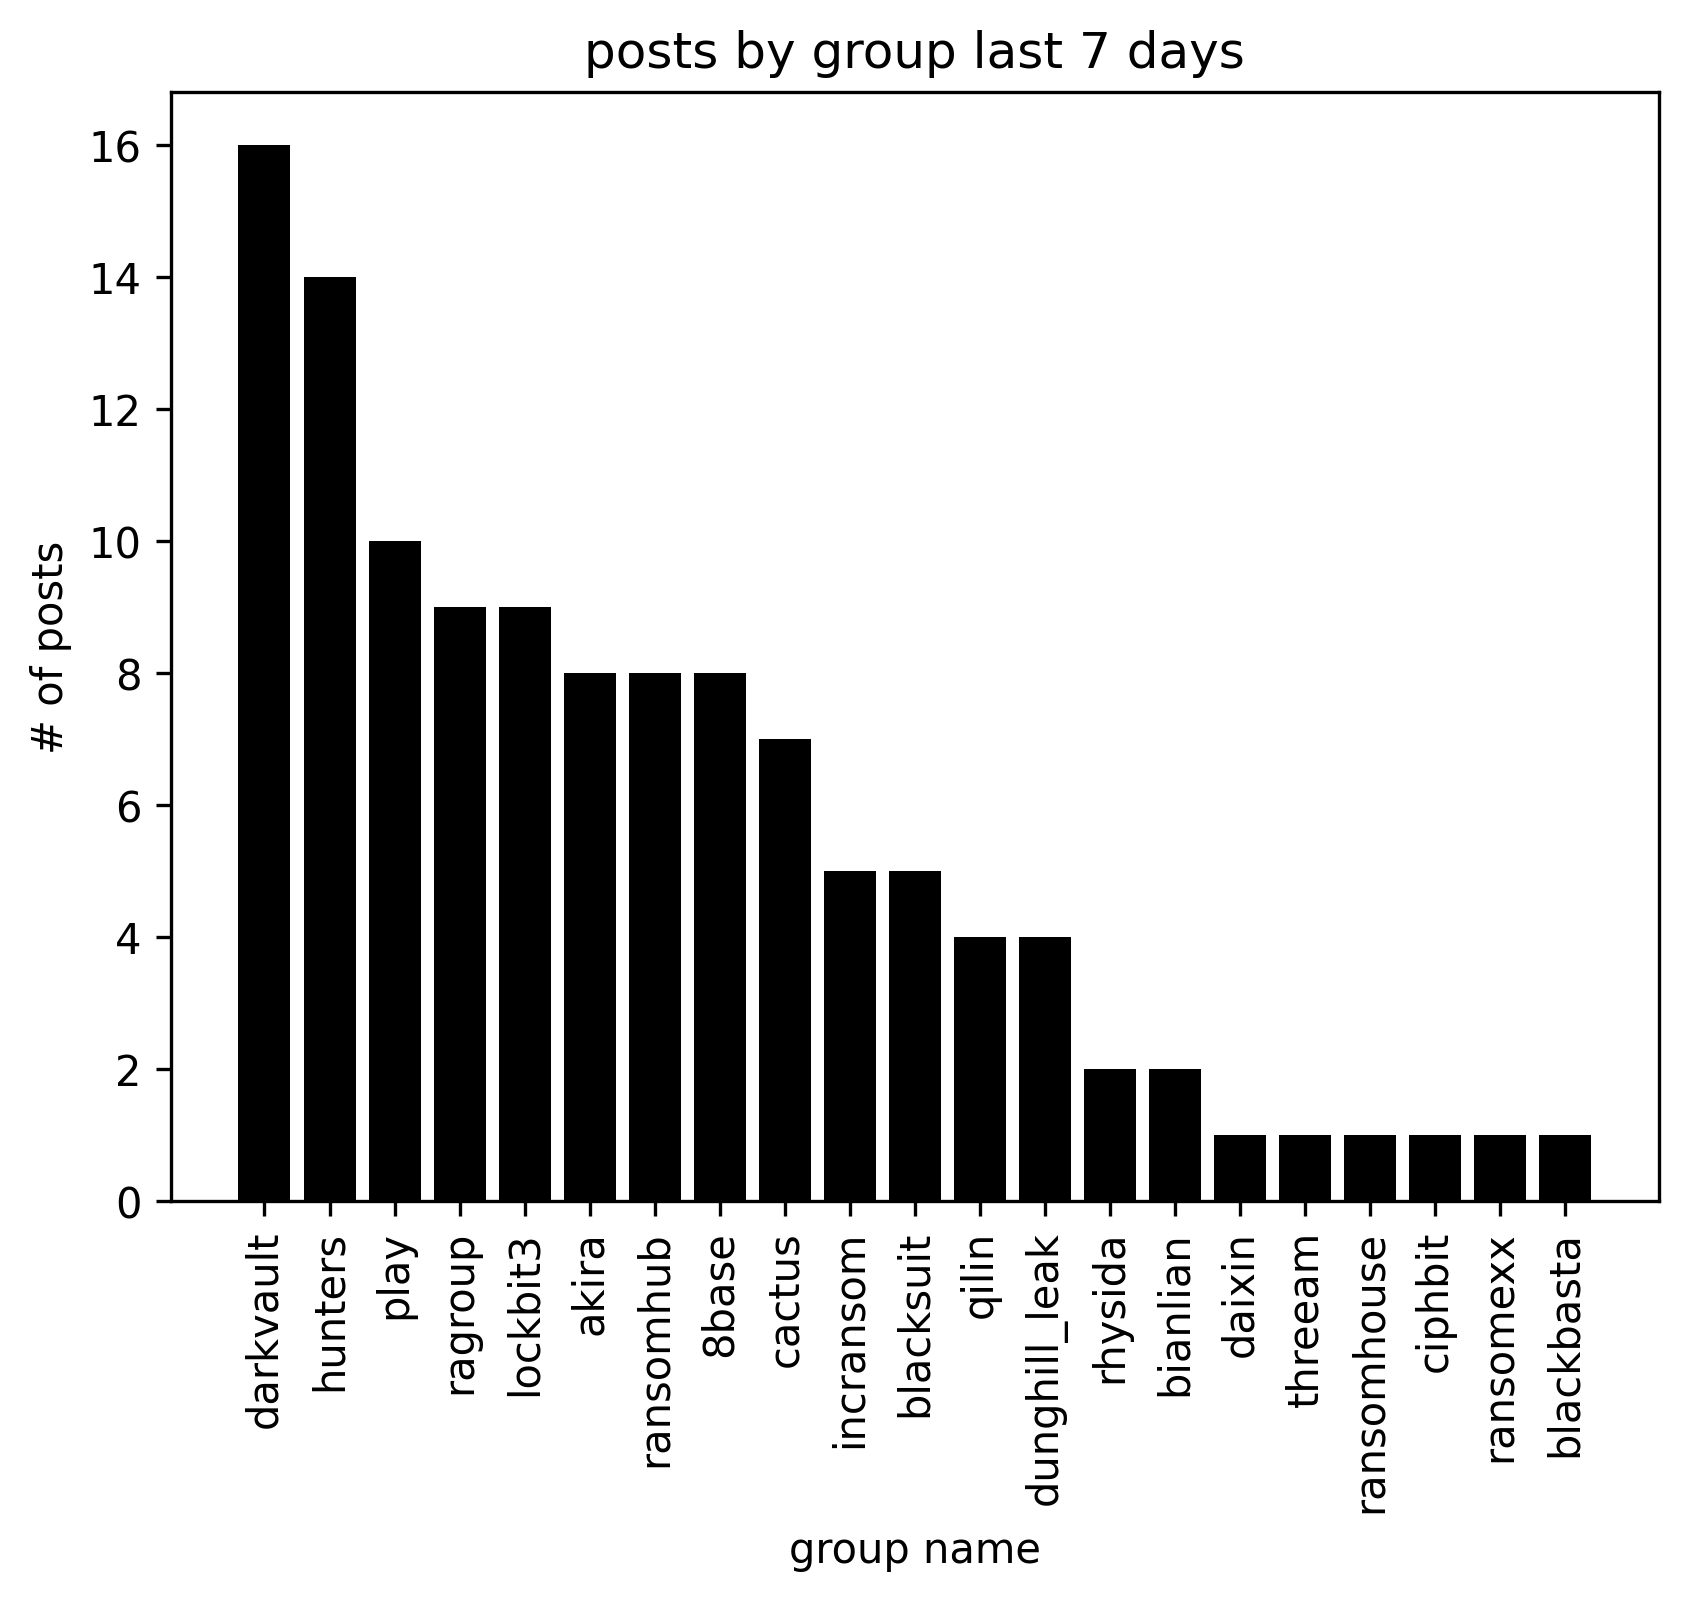 posts by group last 7 days
# of posts
16
14
12
10
8
6
4
2
0
darkvault
hunters
play
ragroup
lockbit3
akira
ransomhub
8base
cactus
incransom
blacksuit
qilin
dunghill_leak
rhysida
bianlian
daixin
threeam
ransomhouse
ciphbit
ransomexx
blackbasta
group name